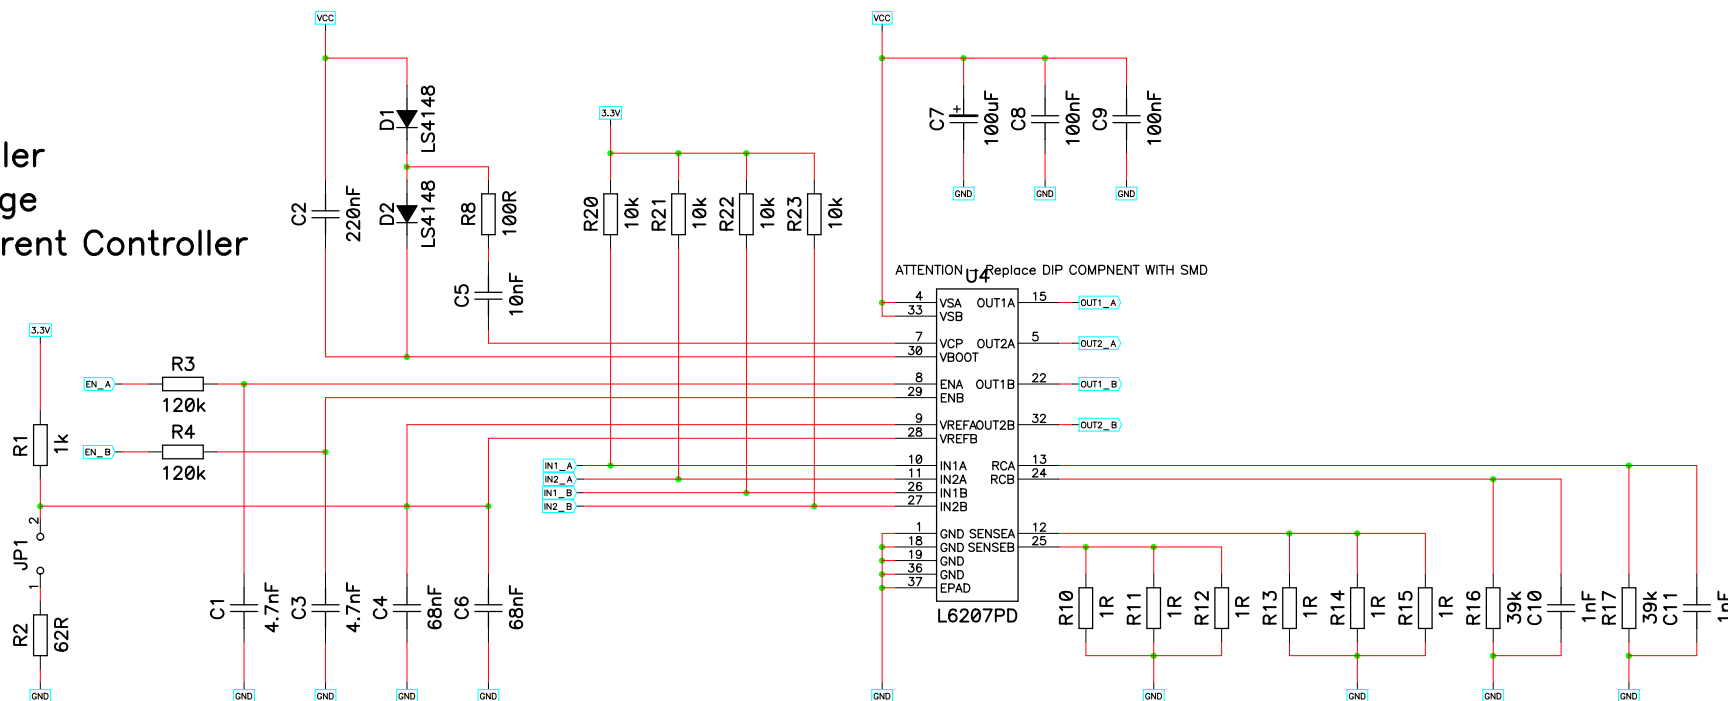 VCC
VCC
D1
LS4148
3.3V
C7
100uF
C8
100nF
C9
100nF
ler
ge
rent Controller
C2
220nF
D2
LS4148
R8
100R
R20
10k
R21
10k
R22
10k
R23
10k
GND
GND
GND
C5
10nF
ATTENTION - Replace DIP COMPNENT WITH SMD
U4
4 VSA OUT1A 15 OUT1_A
33 VSB
7 VCP OUT2A 5 OUT2_A
30 VBOOT
8 ENA OUT1B 22 OUT1_B
29 ENB
9 VREFA OUT2B 32 OUT2_B
28 VREFB
10 IN1A RCA 13
11 IN2A RCB 24
26 IN1B
27 IN2B
1 GND SENSEA 12
18 GND SENSEB 25
19 GND
36 GND
37 EPAD
L6207PD
3.3V
EN_A
R3
120k
EN_B
R4
120k
R1
1k
IN1_A
IN2_A
IN1_B
IN2_B
2
JP1
1
R2
62R
C1
4.7nF
C3
4.7nF
C4
68nF
C6
68nF
R10
1R
R11
1R
R12
1R
R13
1R
R14
1R
R15
1R
R16
39k
C10
1nF
R17
39k
C11
1nF
GND
GND
GND
GND
GND
GND
GND
GND
GND
GND